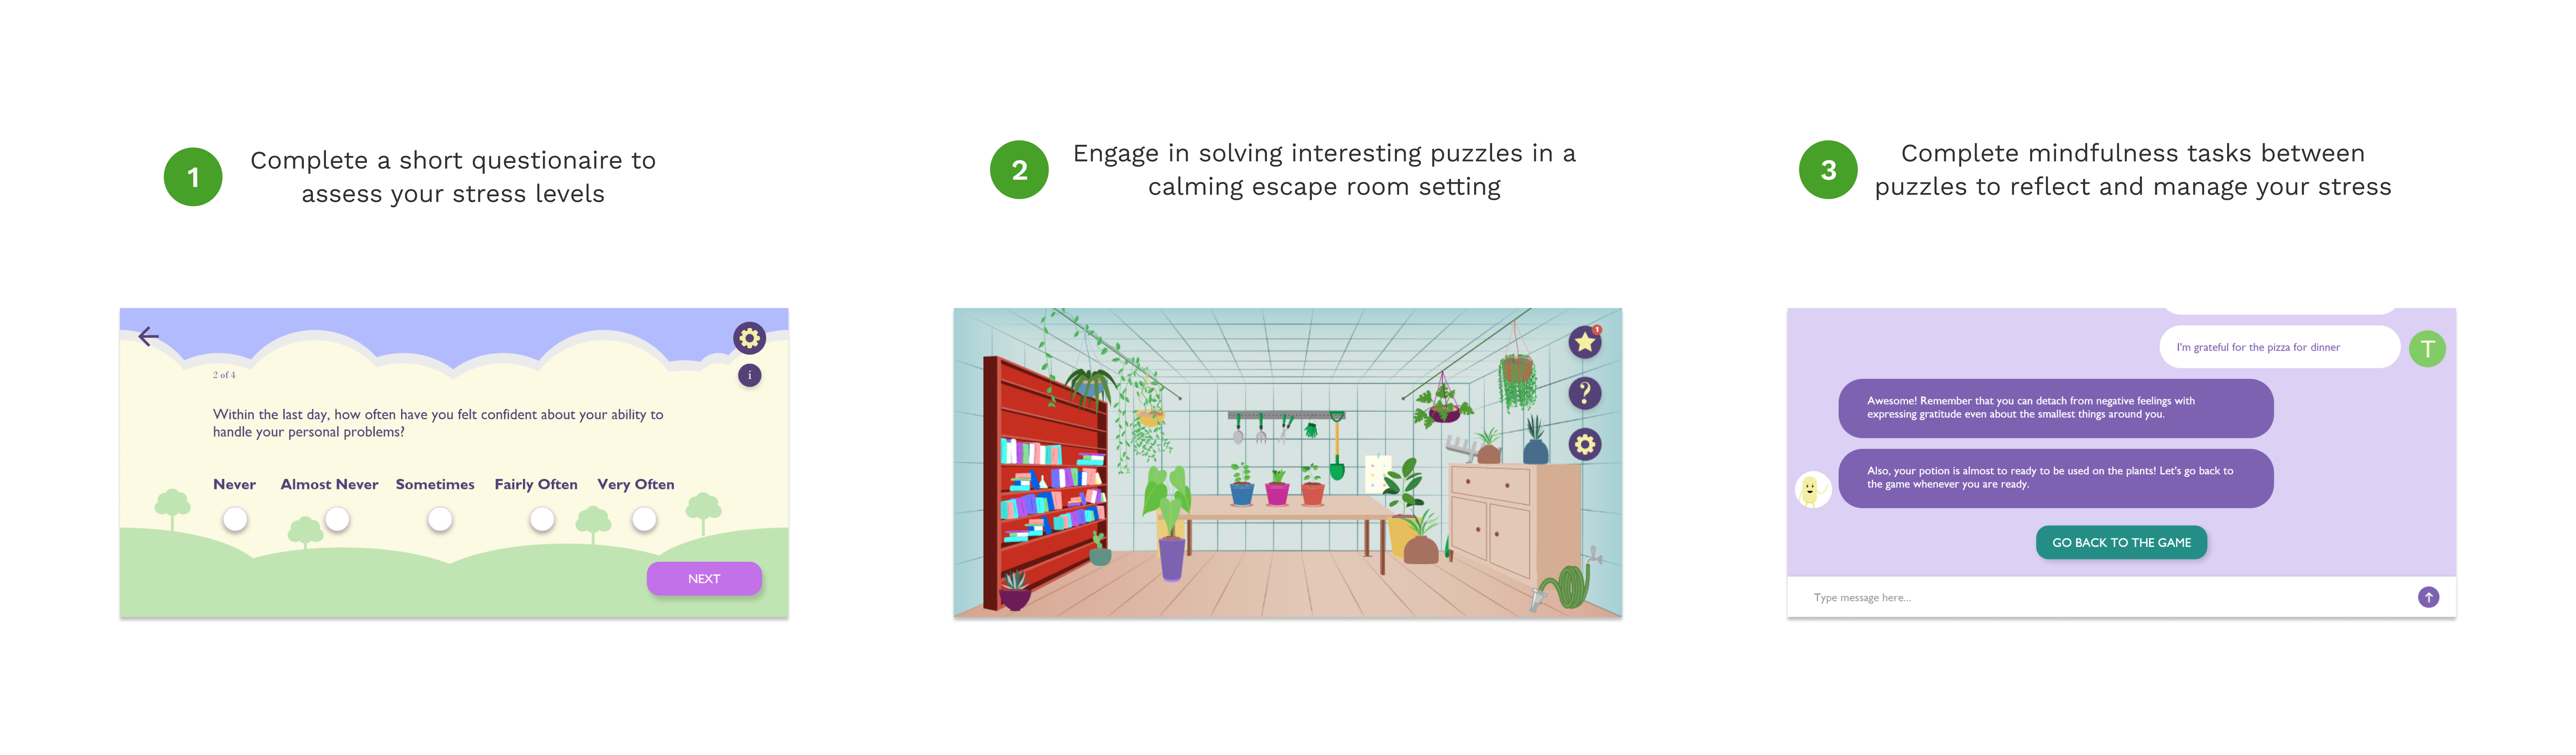 1
Complete a short questionaire to
assess your stress levels
2
Engage in solving interesting puzzles in a
calming escape room setting
3
Complete mindfulness tasks between
puzzles to reflect and manage your stress
2 of 4
i
Within the last day, how often have you felt confident about your ability to
handle your personal problems?
Never Almost Never Sometimes Fairly Often Very Often
NEXT
1
?
I'm grateful for the pizza for dinner
T
Awesome! Remember that you can detach from negative feelings with
expressing gratitude even about the smallest things around you.
Also, your potion is almost to ready to be used on the plants! Let's go back to
the game whenever you are ready.
GO BACK TO THE GAME
Type message here...